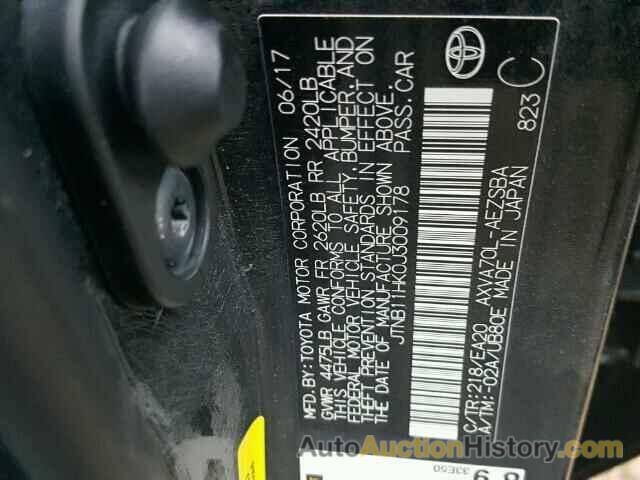 MFD.BY:TOYOTA MOTOR CORPORATION 06/17
GVWR 4475LB GAWR FR 2620LB RR 2420LB
THIS VEHICLE CONFORMS TO ALL APPLICABLE
FEDERAL MOTOR VEHICLE SAFETY, BUMPER, AND
THEFT PREVENTION STANDARDS IN EFFECT ON
THE DATE OF MANUFACTURE SHOWN ABOVE.
JTNB11HK0J3009178 PASS.CAR
C/TR:218/EA20 AXVA70L-AEZSBA
A/TM:-02A/UB80E MADE IN JAPAN
823 C
33E50
AutoBidMaster